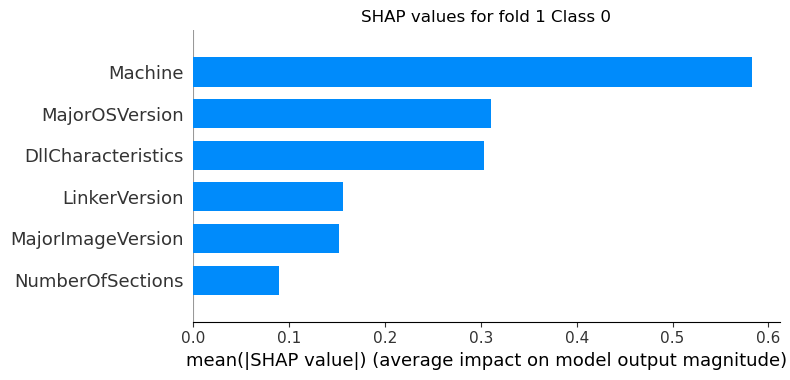 SHAP values for fold 1 Class 0
Machine
MajorOSVersion
DllCharacteristics
LinkerVersion
MajorImageVersion
NumberOfSections
0.0 0.1 0.2 0.3 0.4 0.5 0.6
mean(|SHAP value|) (average impact on model output magnitude)